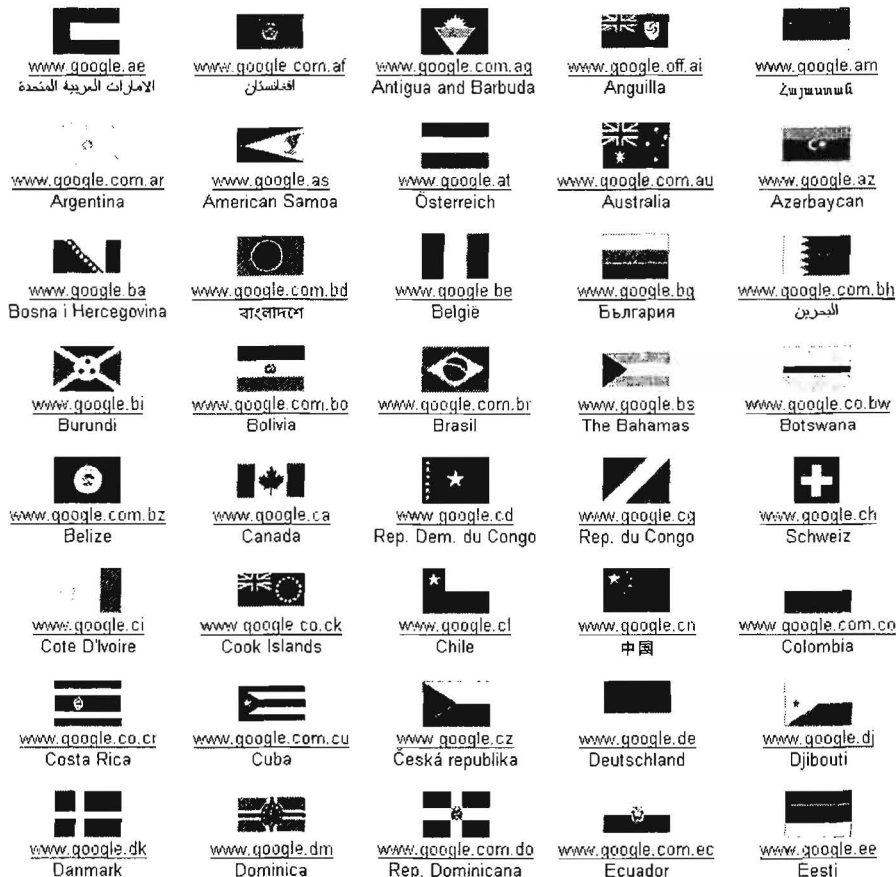 www.google.ae www.google.com.af www.google.com.ag www.google.off.ai www.google.am
الامارات العربية المتحدة افغانستان Antigua and Barbuda Anguilla Հայաստան
www.google.com.ar www.google.as www.google.at www.google.com.au www.google.az
Argentina American Samoa Österreich Australia Azərbaycan
www.google.ba www.google.com.bd www.google.be www.google.bg www.google.com.bh
Bosna i Hercegovina বাংলাদশে België България البحرين
www.google.bi www.google.com.bo www.google.com.br www.google.bs www.google.co.bw
Burundi Bolivia Brasil The Bahamas Botswana
www.google.com.bz www.google.ca www.google.cd www.google.cg www.google.ch
Belize Canada Rep. Dem. du Congo Rep. du Congo Schweiz
www.google.ci www.google.co.ck www.google.cl www.google.cn www.google.com.co
Cote D'Ivoire Cook Islands Chile 中国 Colombia
www.google.co.cr www.google.com.cu www.google.cz www.google.de www.google.dj
Costa Rica Cuba Česká republika Deutschland Djibouti
www.google.dk www.google.dm www.google.com.do www.google.com.ec www.google.ee
Danmark Dominica Rep. Dominicana Ecuador Eesti